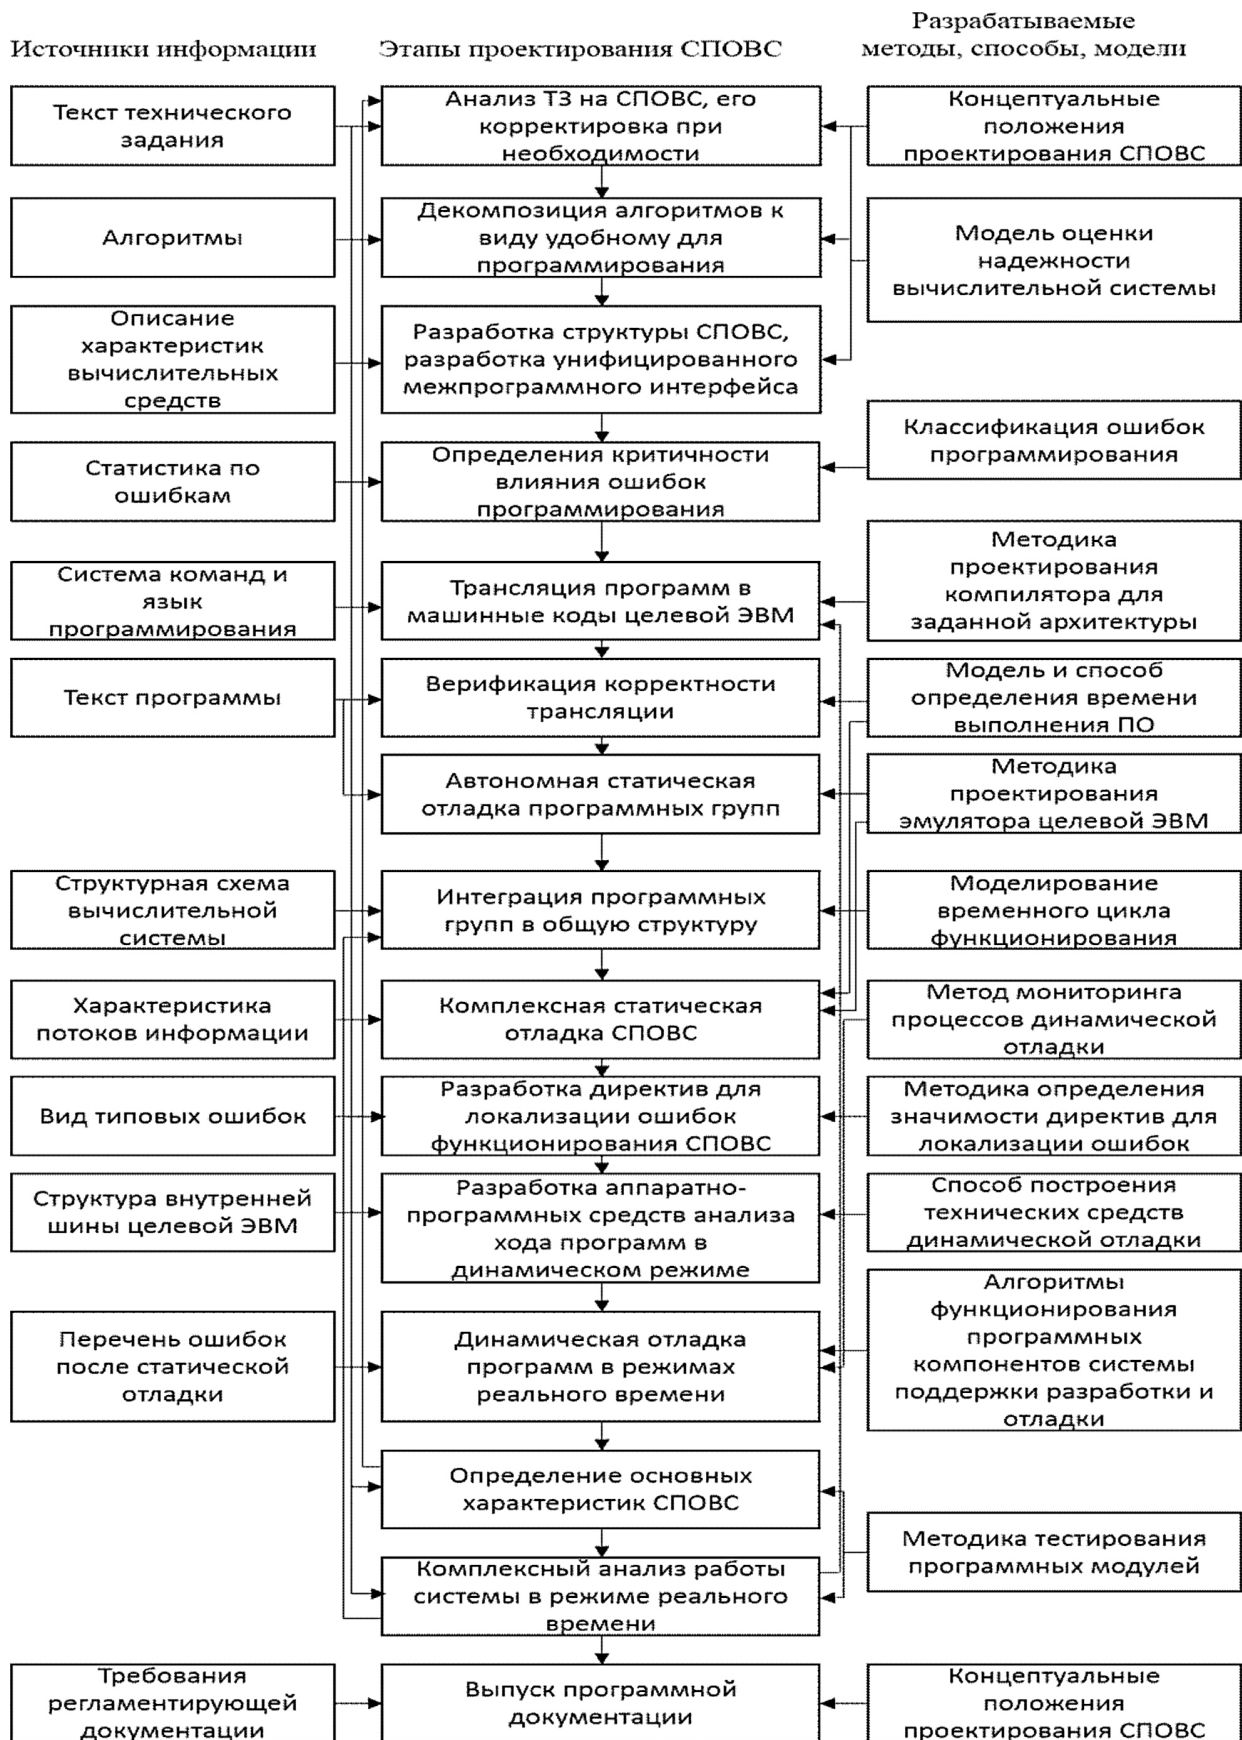 Источники информации
Этапы проектирования СПОВС
Разрабатываемые
методы, способы, модели
Текст технического
задания
Анализ ТЗ на СПОВС, его
корректировка при
необходимости
Концептуальные
положения
проектирования СПОВС
Алгоритмы
Декомпозиция алгоритмов к
виду удобному для
программирования
Модель оценки
надежности
вычислительной системы
Описание
характеристик
вычислительных
средств
Разработка структуры СПОВС,
разработка унифицированного
межпрограммного интерфейса
Классификация ошибок
программирования
Статистика по
ошибкам
Определения критичности
влияния ошибок
программирования
Система команд и
язык
программирования
Трансляция программ в
машинные коды целевой ЭВМ
Методика
проектирования
компилятора для
заданной архитектуры
Текст программы
Верификация корректности
трансляции
Модель и способ
определения времени
выполнения ПО
Автономная статическая
отладка программных групп
Методика
проектирования
эмулятора целевой ЭВМ
Структурная схема
вычислительной
системы
Интеграция программных
групп в общую структуру
Моделирование
временного цикла
функционирования
Характеристика
потоков информации
Комплексная статическая
отладка СПОВС
Метод мониторинга
процессов динамической
отладки
Вид типовых ошибок
Разработка директив для
локализации ошибок
функционирования СПОВС
Методика определения
значимости директив для
локализации ошибок
Структура внутренней
шины целевой ЭВМ
Разработка аппаратно-
программных средств анализа
хода программ в
динамическом режиме
Способ построения
технических средств
динамической отладки
Перечень ошибок
после статической
отладки
Динамическая отладка
программ в режимах
реального времени
Алгоритмы
функционирования
программных
компонентов системы
поддержки разработки и
отладки
Определение основных
характеристик СПОВС
Методика тестирования
программных модулей
Комплексный анализ работы
системы в режиме реального
времени
Требования
регламентирующей
документации
Выпуск программной
документации
Концептуальные
положения
проектирования СПОВС